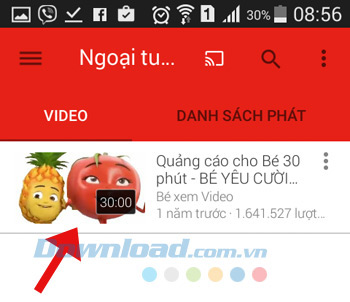 30% 08:56
Ngoại tu...
VIDEO DANH SÁCH PHÁT
Quảng cáo cho Bé 30
phút - BÉ YÊU CƯỜI...
Bé xem Video
1 năm trước · 1.641.527 lượt...
30:00
Download.com.vn